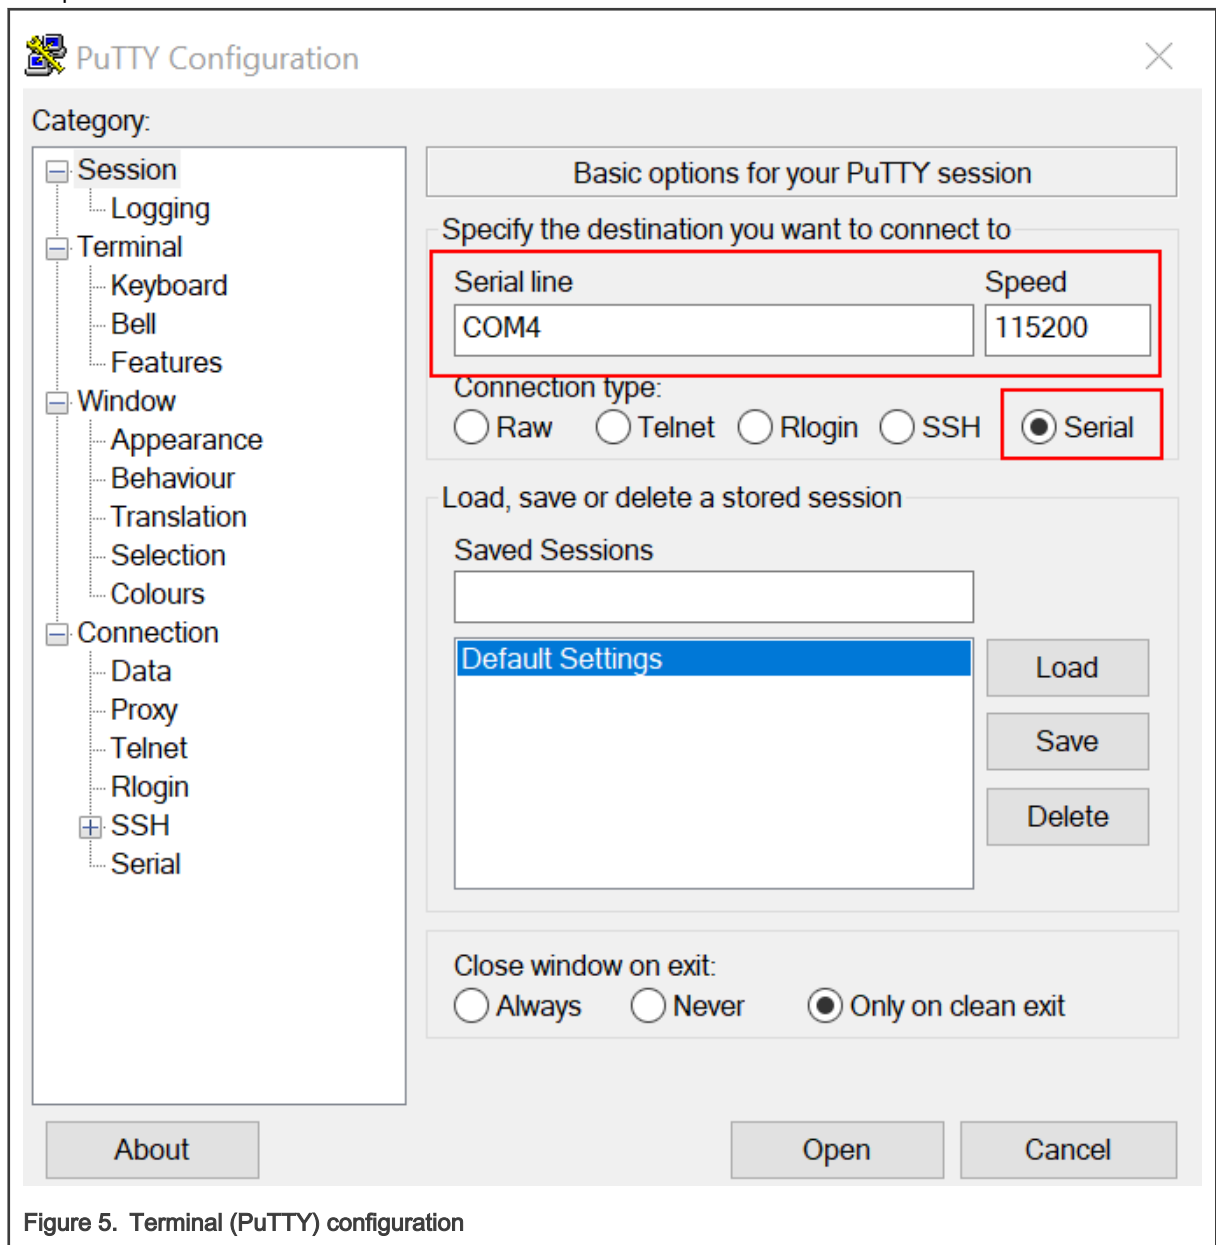 PuTTY Configuration
Category:
Session
Logging
Terminal
Keyboard
Bell
Features
Window
Appearance
Behaviour
Translation
Selection
Colours
Connection
Data
Proxy
Telnet
Rlogin
SSH
Serial
Basic options for your PuTTY session
Specify the destination you want to connect to
Serial line Speed
COM4 115200
Connection type:
Raw Telnet Rlogin SSH Serial
Load, save or delete a stored session
Saved Sessions
Default Settings
Load
Save
Delete
Close window on exit:
Always Never Only on clean exit
About Open Cancel
Figure 5. Terminal (PuTTY) configuration